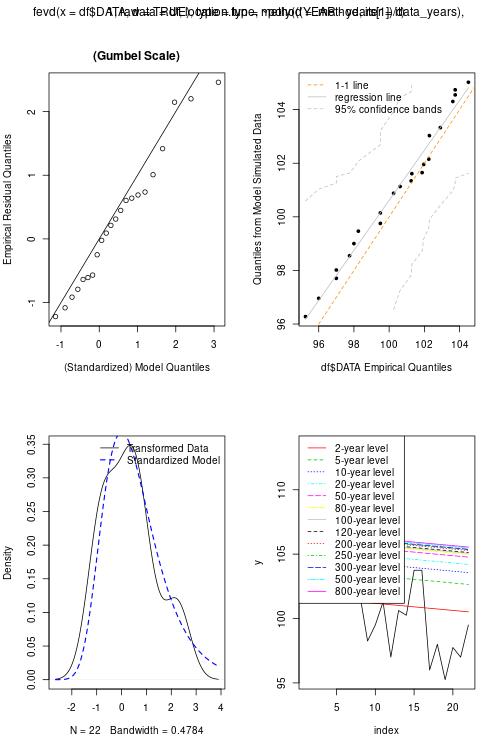 fevd(x = df$DATA,
(Gumbel Scale)
Empirical Residual Quantiles
-1 0 1 2
-1 0 1 2 3
(Standardized) Model Quantiles
1-1 line
regression line
95% confidence bands
Quantiles from Model Simulated Data
96 98 100 102 104
96 98 100 102 104
df$DATA Empirical Quantiles
Transformed Data
Standardized Model
Density
0.00 0.05 0.10 0.15 0.20 0.25 0.30 0.35
-2 -1 0 1 2 3 4
N = 22 Bandwidth = 0.4784
2-year level
5-year level
10-year level
20-year level
50-year level
80-year level
100-year level
120-year level
200-year level
250-year level
300-year level
500-year level
800-year level
y
95 100 105 110
5 10 15 20
index